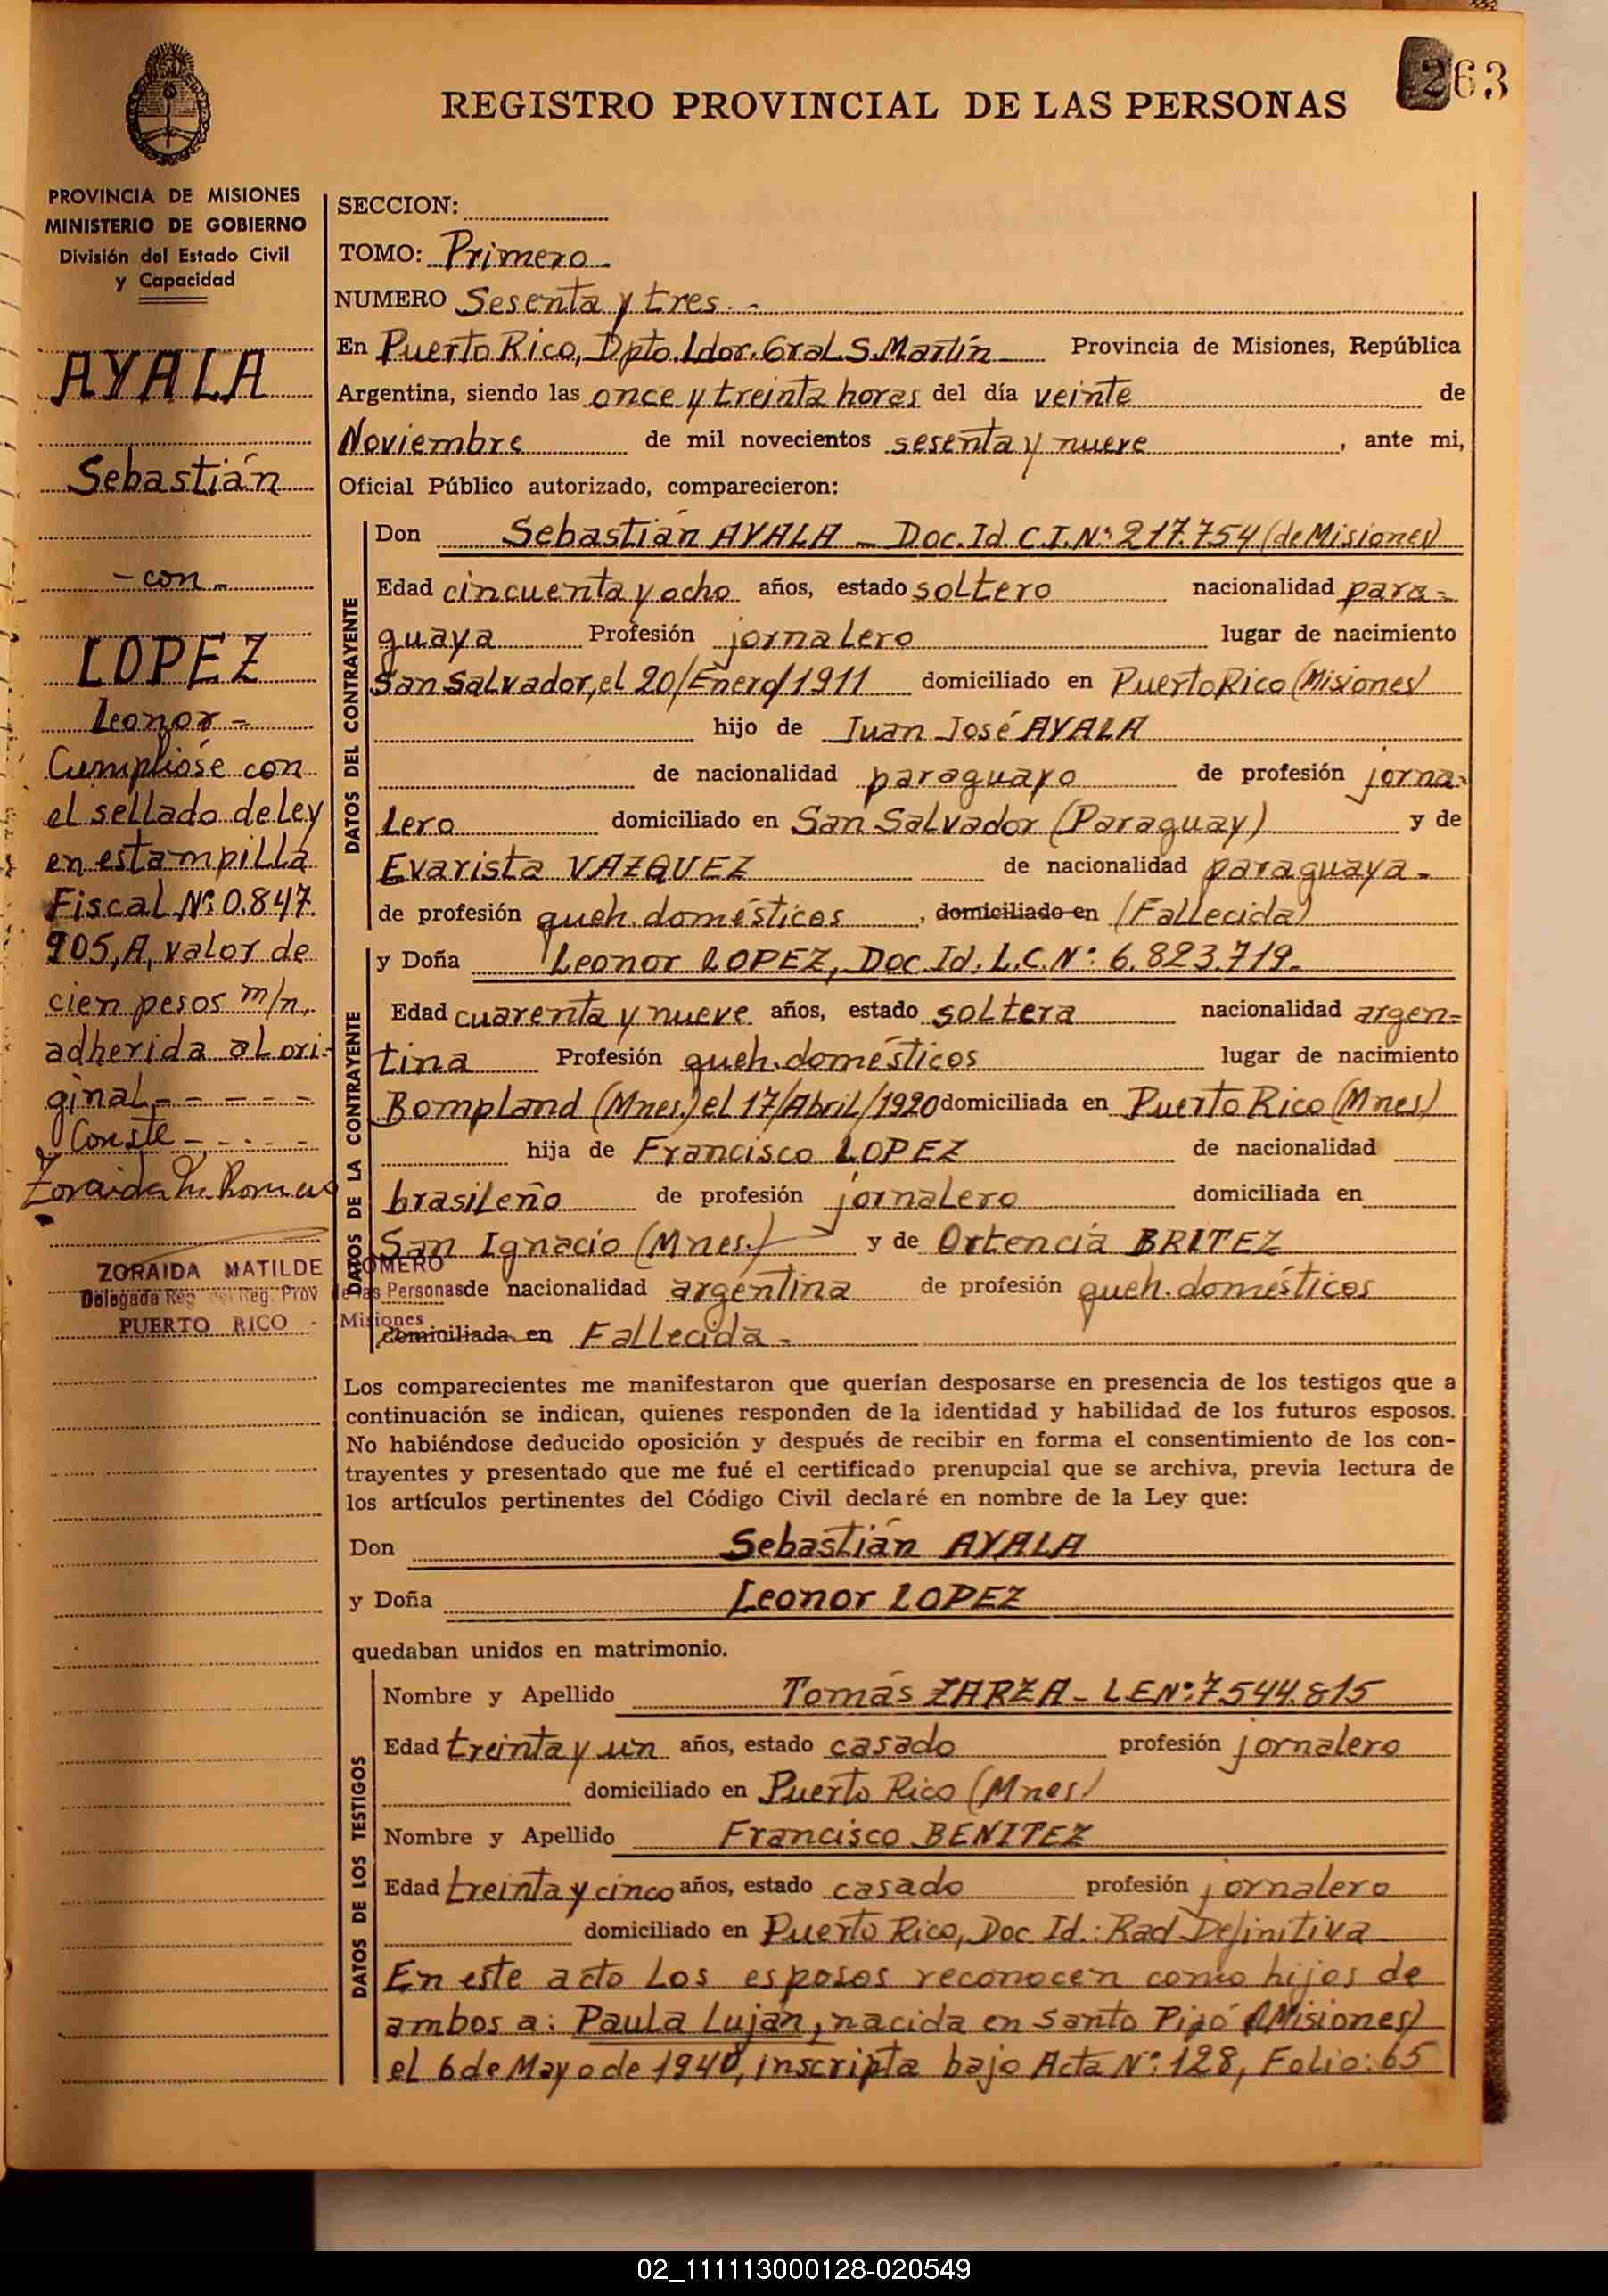 263
REGISTRO PROVINCIAL DE LAS PERSONAS
PROVINCIA DE MISIONES
MINISTERIO DE GOBIERNO
División del Estado Civil
y Capacidad
AYALA
Sebastián
- con -
LOPEZ
Leonor -
Cumplióse con
el sellado de ley
en estampilla
Fiscal Nº 0.847
905, A, valor de
cien pesos m/n,
adherida al ori-
ginal - - - - -
Conste - - - - -
Zoraida M. Romero
ZORAIDA MATILDE ROMERO
Delegada Reg. del Reg. Prov de las Personas
PUERTO RICO - Misiones
SECCION:
TOMO: Primero
NUMERO Sesenta y tres. -
En Puerto Rico, Dpto. Ldor. Gral. S. Martín Provincia de Misiones, República
Argentina, siendo las once y treinta horas del día veinte de
Noviembre de mil novecientos sesenta y nueve, ante mi,
Oficial Público autorizado, comparecieron:
DATOS DEL CONTRAYENTE
Don Sebastián AYALA - Doc. Id. C.I. Nº 217.754 (de Misiones)
Edad cincuenta y ocho años, estado soltero nacionalidad para-
guaya Profesión jornalero lugar de nacimiento
San Salvador, el 20/Enero/1911 domiciliado en Puerto Rico (Misiones)
hijo de Juan José AYALA
de nacionalidad paraguayo de profesión jorna-
lero domiciliado en San Salvador (Paraguay) y de
Evarista VAZQUEZ de nacionalidad paraguaya -
de profesión queh. domésticos, domiciliado en (Fallecida)
DATOS DE LA CONTRAYENTE
y Doña Leonor LOPEZ, Doc. Id. L.C. Nº: 6.823.719.
Edad cuarenta y nueve años, estado soltera nacionalidad argen-
tina Profesión queh. domésticos lugar de nacimiento
Bompland (Mnes.) el 17/Abril/1920 domiciliada en Puerto Rico (Mnes)
hija de Francisco LOPEZ de nacionalidad
brasileño de profesión jornalero domiciliada en
San Ignacio (Mnes.) y de Ortencia BRITEZ
de nacionalidad argentina de profesión queh. domésticos
domiciliada en Fallecida -
Los comparecientes me manifestaron que querían desposarse en presencia de los testigos que a
continuación se indican, quienes responden de la identidad y habilidad de los futuros esposos.
No habiéndose deducido oposición y después de recibir en forma el consentimiento de los con-
trayentes y presentado que me fué el certificado prenupcial que se archiva, previa lectura de
los artículos pertinentes del Código Civil declaré en nombre de la Ley que:
Don Sebastián AYALA
y Doña Leonor LOPEZ
quedaban unidos en matrimonio.
DATOS DE LOS TESTIGOS
Nombre y Apellido Tomás ZARZA - L E Nº: 7544.815
Edad treinta y un años, estado casado profesión jornalero
domiciliado en Puerto Rico (Mnes)
Nombre y Apellido Francisco BENITEZ
Edad treinta y cinco años, estado casado profesión jornalero
domiciliado en Puerto Rico, Doc Id.: Rad Definitiva
En este acto los esposos reconocen como hijos de
ambos a: Paula Luján, nacida en Santo Pipó (Misiones)
el 6 de Mayo de 1940, inscripta bajo Acta Nº: 128, Folio: 65
02_111113000128-020549